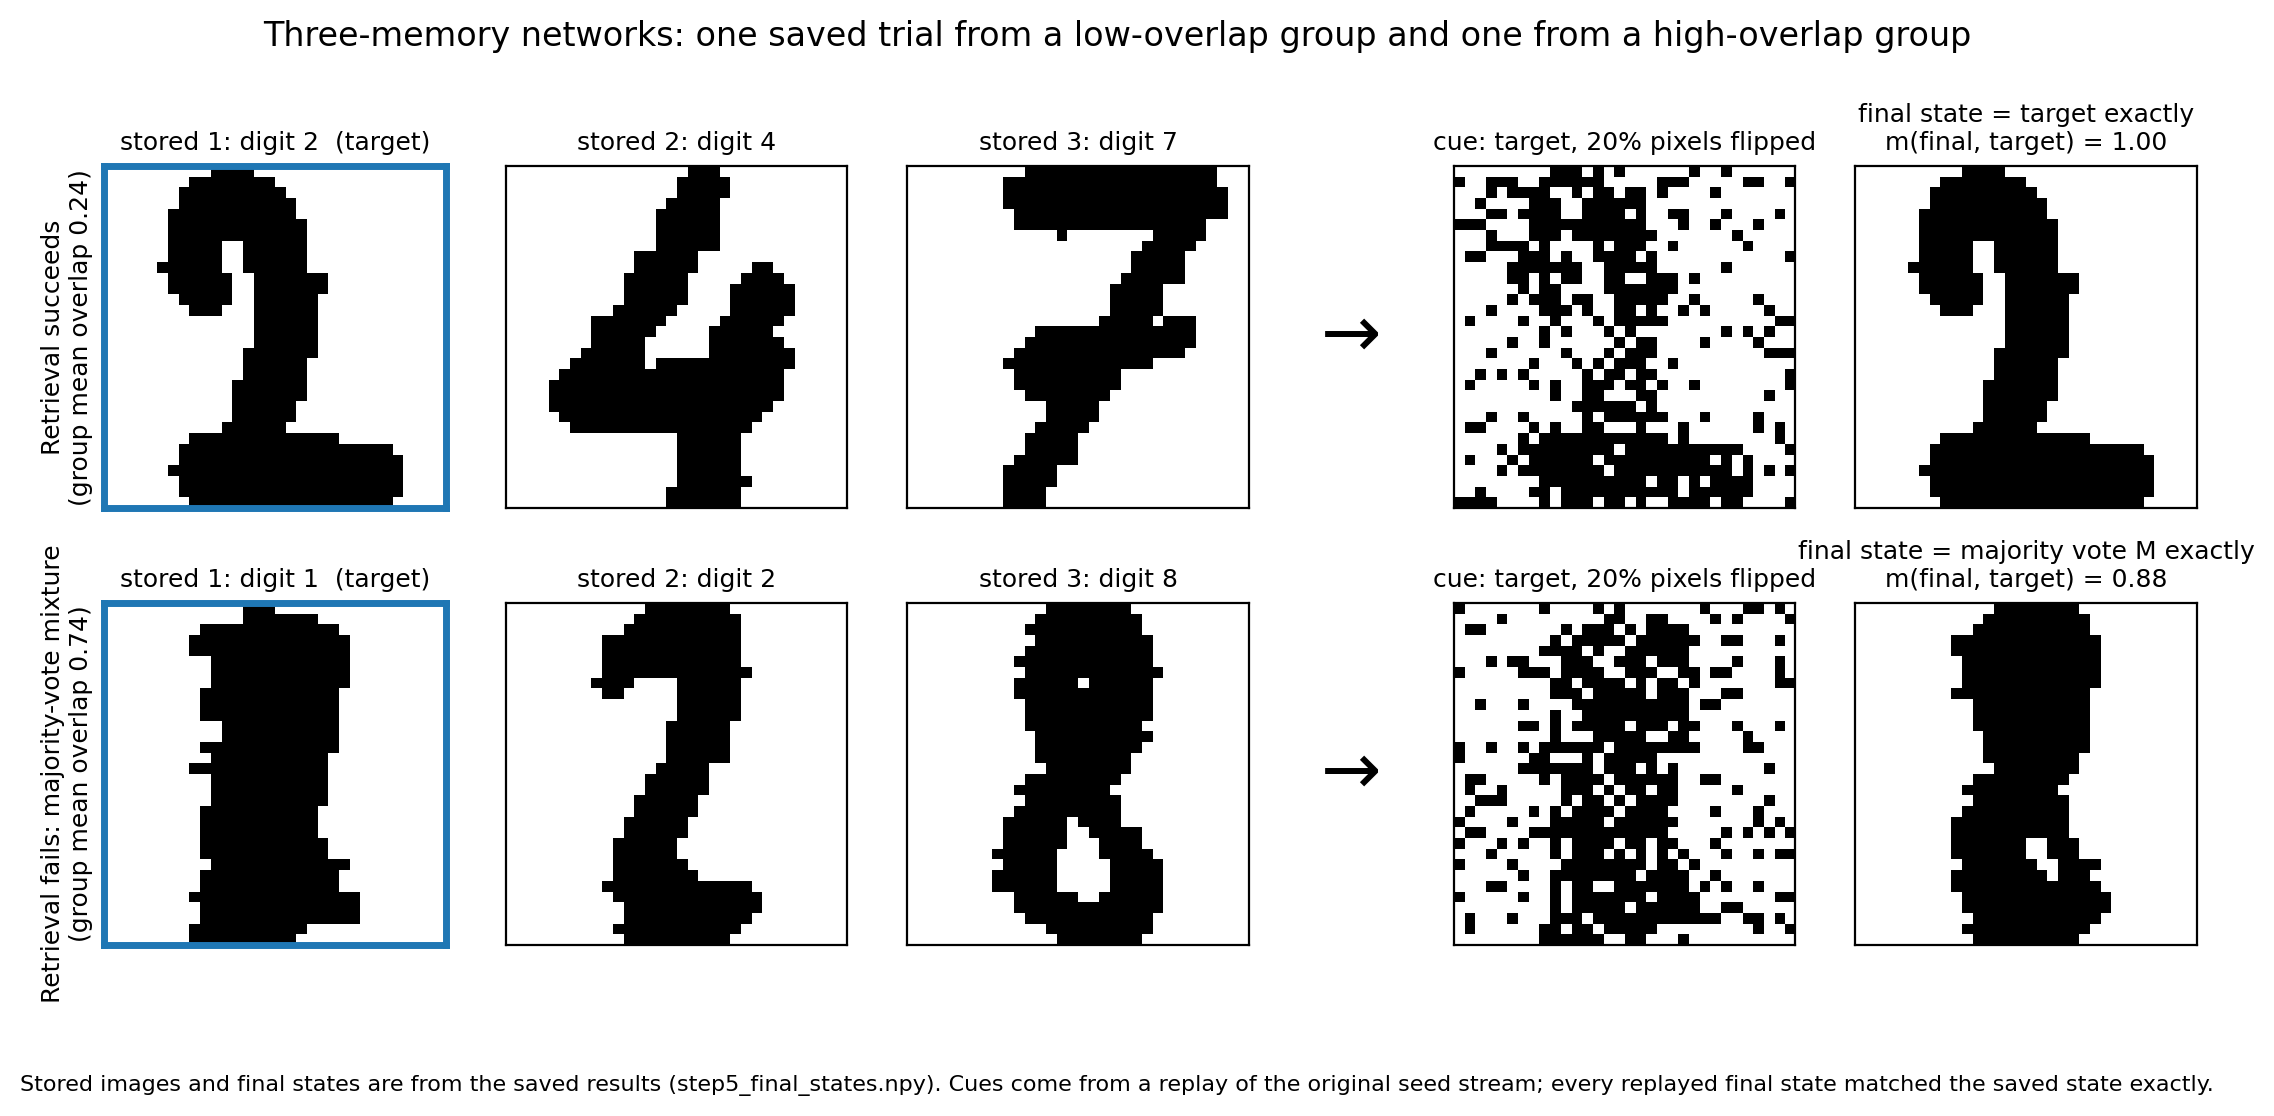 Three-memory networks: one saved trial from a low-overlap group and one from a high-overlap group
Retrieval succeeds
(group mean overlap 0.24)
stored 1: digit 2  (target)
stored 2: digit 4
stored 3: digit 7
→
cue: target, 20% pixels flipped
final state = target exactly
m(final, target) = 1.00
Retrieval fails: majority-vote mixture
(group mean overlap 0.74)
stored 1: digit 1  (target)
stored 2: digit 2
stored 3: digit 8
→
cue: target, 20% pixels flipped
final state = majority vote M exactly
m(final, target) = 0.88
Stored images and final states are from the saved results (step5_final_states.npy). Cues come from a replay of the original seed stream; every replayed final state matched the saved state exactly.